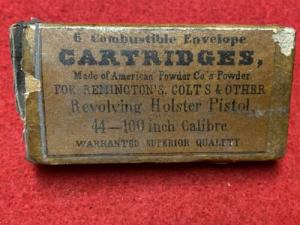 6 Combustible Envelope
CARTRIDGES,
Made of American Powder Co's Powder
FOR REMINGTON'S, COLT'S & OTHER
Revolving Holster Pistol,
44—100 inch Calibre
WARRANTED SUPERIOR QUALITY